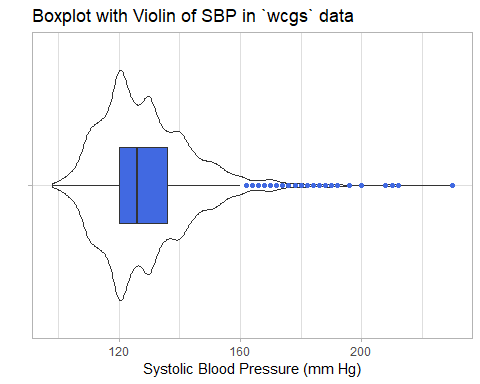 Boxplot with Violin of SBP in `wcgs` data
120 160 200
Systolic Blood Pressure (mm Hg)